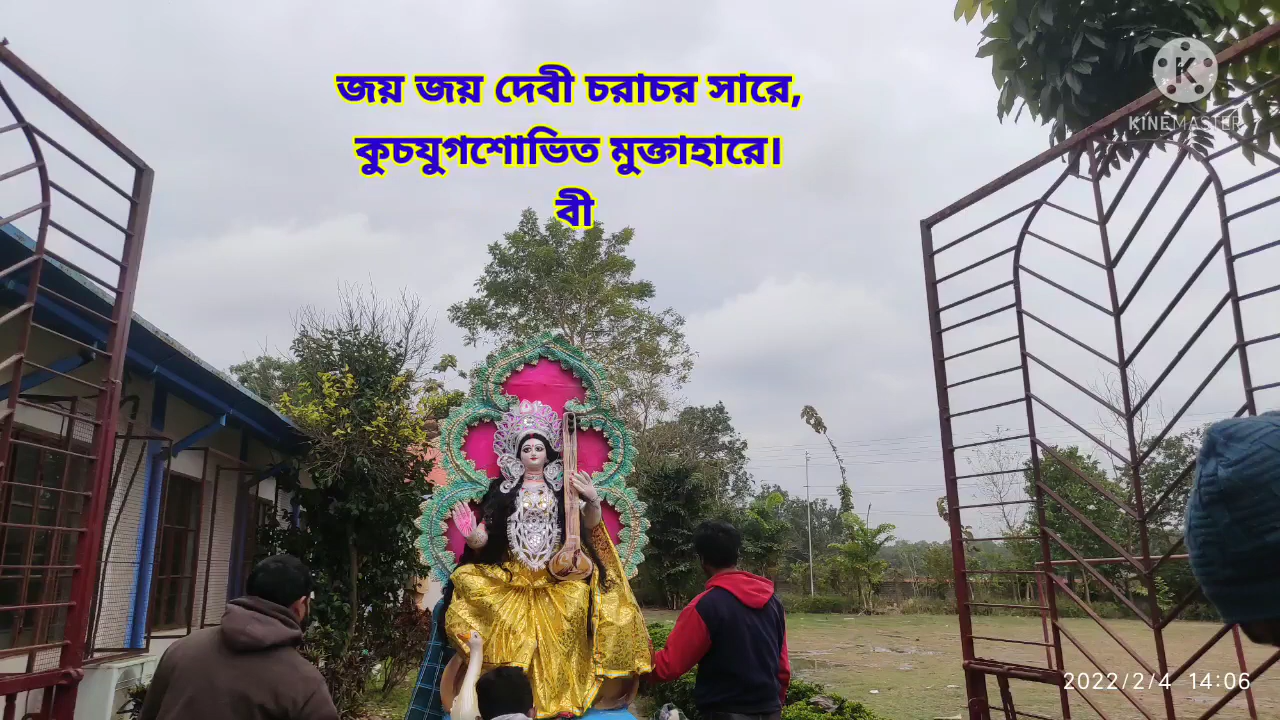 জয় জয় দেবী চরাচর সারে,
কুচযুগশোভিত মুক্তাহারে।
বী
K
KINEMASTER
2022/2/4 14:06